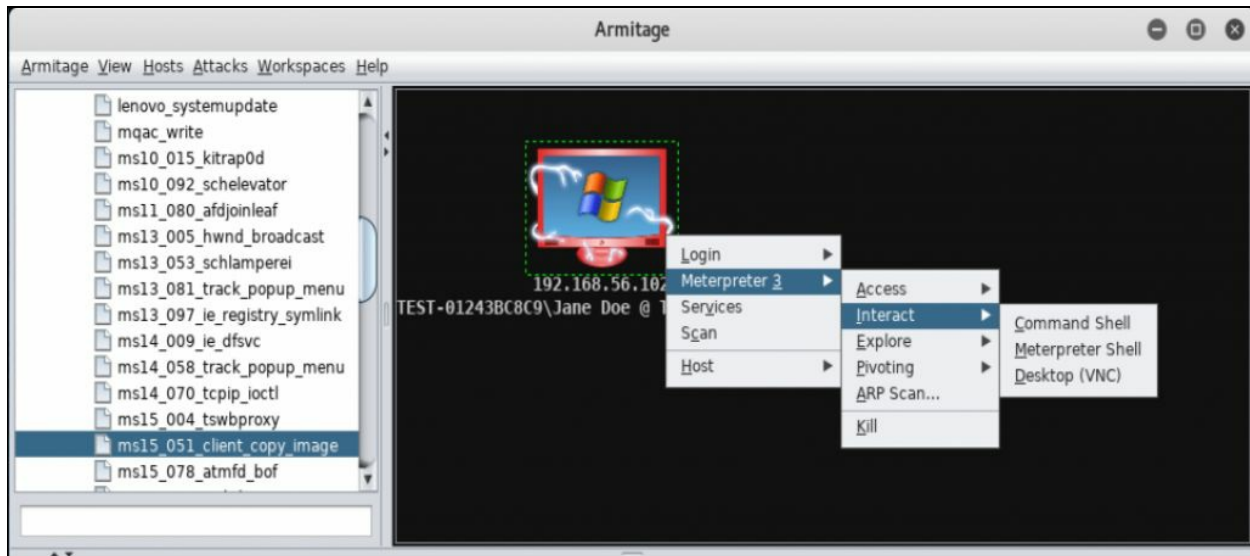 Armitage
Armitage View Hosts Attacks Workspaces Help
lenovo_systemupdate
mqac_write
ms10_015_kitrap0d
ms10_092_schelevator
ms11_080_afdjoinleaf
ms13_005_hwnd_broadcast
ms13_053_schlamperei
ms13_081_track_popup_menu
ms13_097_ie_registry_symlink
ms14_009_ie_dfsvc
ms14_058_track_popup_menu
ms14_070_tcpip_ioctl
ms15_004_tswbproxy
ms15_051_client_copy_image
ms15_078_atmfd_bof
192.168.56.102
TEST-01243BC8C9\Jane Doe @
Login
Meterpreter 3
Services
Scan
Host
Access
Interact
Explore
Pivoting
ARP Scan...
Kill
Command Shell
Meterpreter Shell
Desktop (VNC)